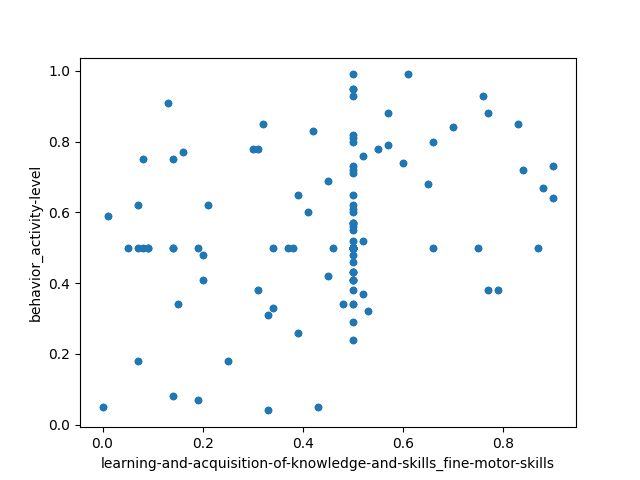 1.0
0.8
0.6
0.4
0.2
0.0
behavior_activity-level
0.0 0.2 0.4 0.6 0.8
learning-and-acquisition-of-knowledge-and-skills_fine-motor-skills